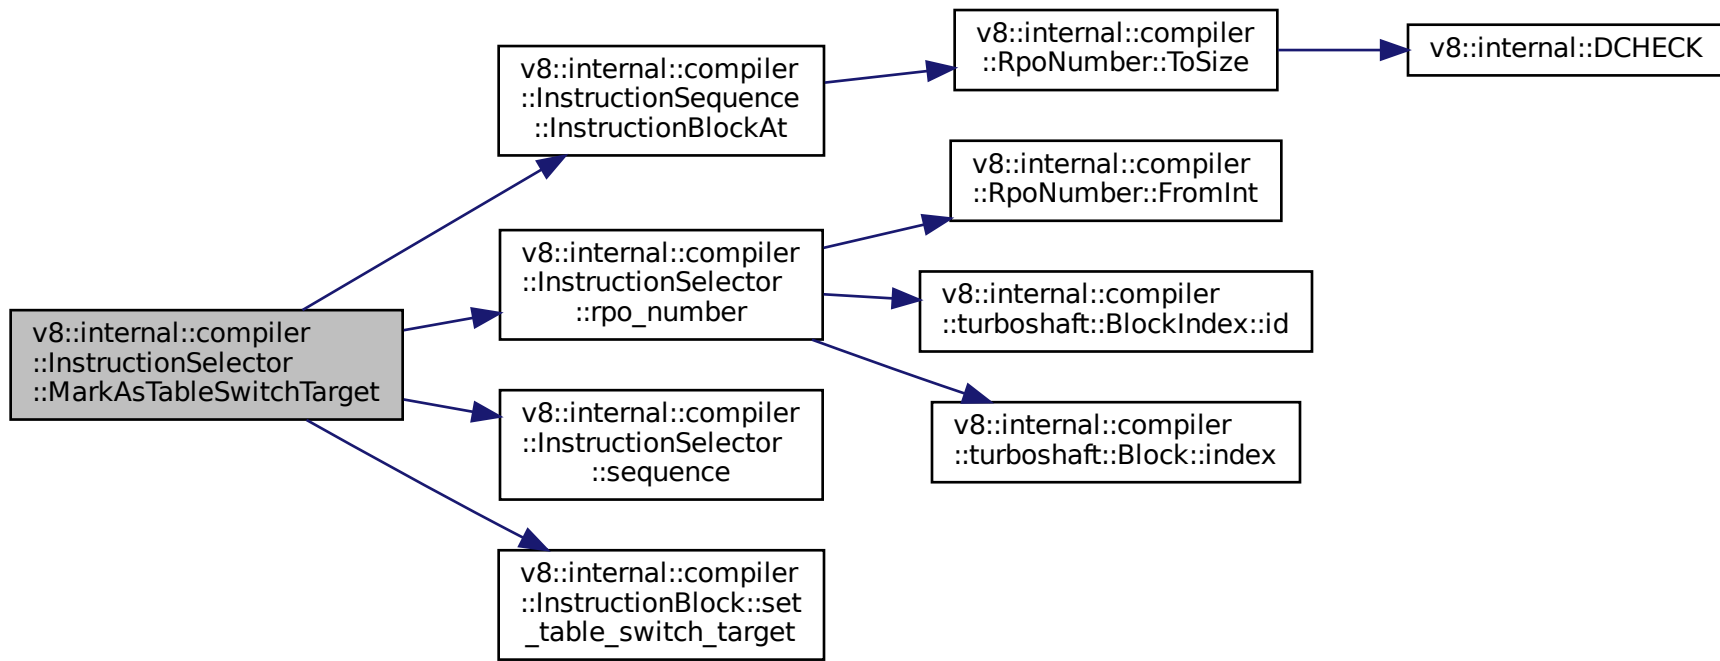 v8::internal::compiler
::InstructionSelector
::MarkAsTableSwitchTarget
v8::internal::compiler
::InstructionSequence
::InstructionBlockAt
v8::internal::compiler
::RpoNumber::ToSize
v8::internal::DCHECK
v8::internal::compiler
::InstructionSelector
::rpo_number
v8::internal::compiler
::RpoNumber::FromInt
v8::internal::compiler
::turboshaft::BlockIndex::id
v8::internal::compiler
::turboshaft::Block::index
v8::internal::compiler
::InstructionSelector
::sequence
v8::internal::compiler
::InstructionBlock::set
_table_switch_target